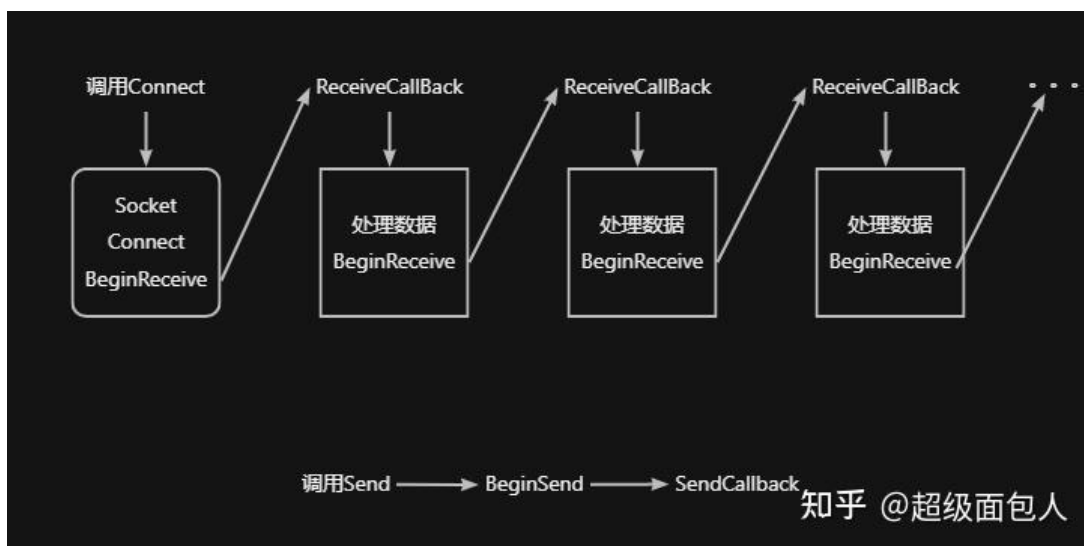 调用Connect
ReceiveCallBack
ReceiveCallBack
ReceiveCallBack
。。。
Socket
Connect
BeginReceive
处理数据
BeginReceive
处理数据
BeginReceive
处理数据
BeginReceive
调用Send
BeginSend
SendCallback
知乎 @超级面包人